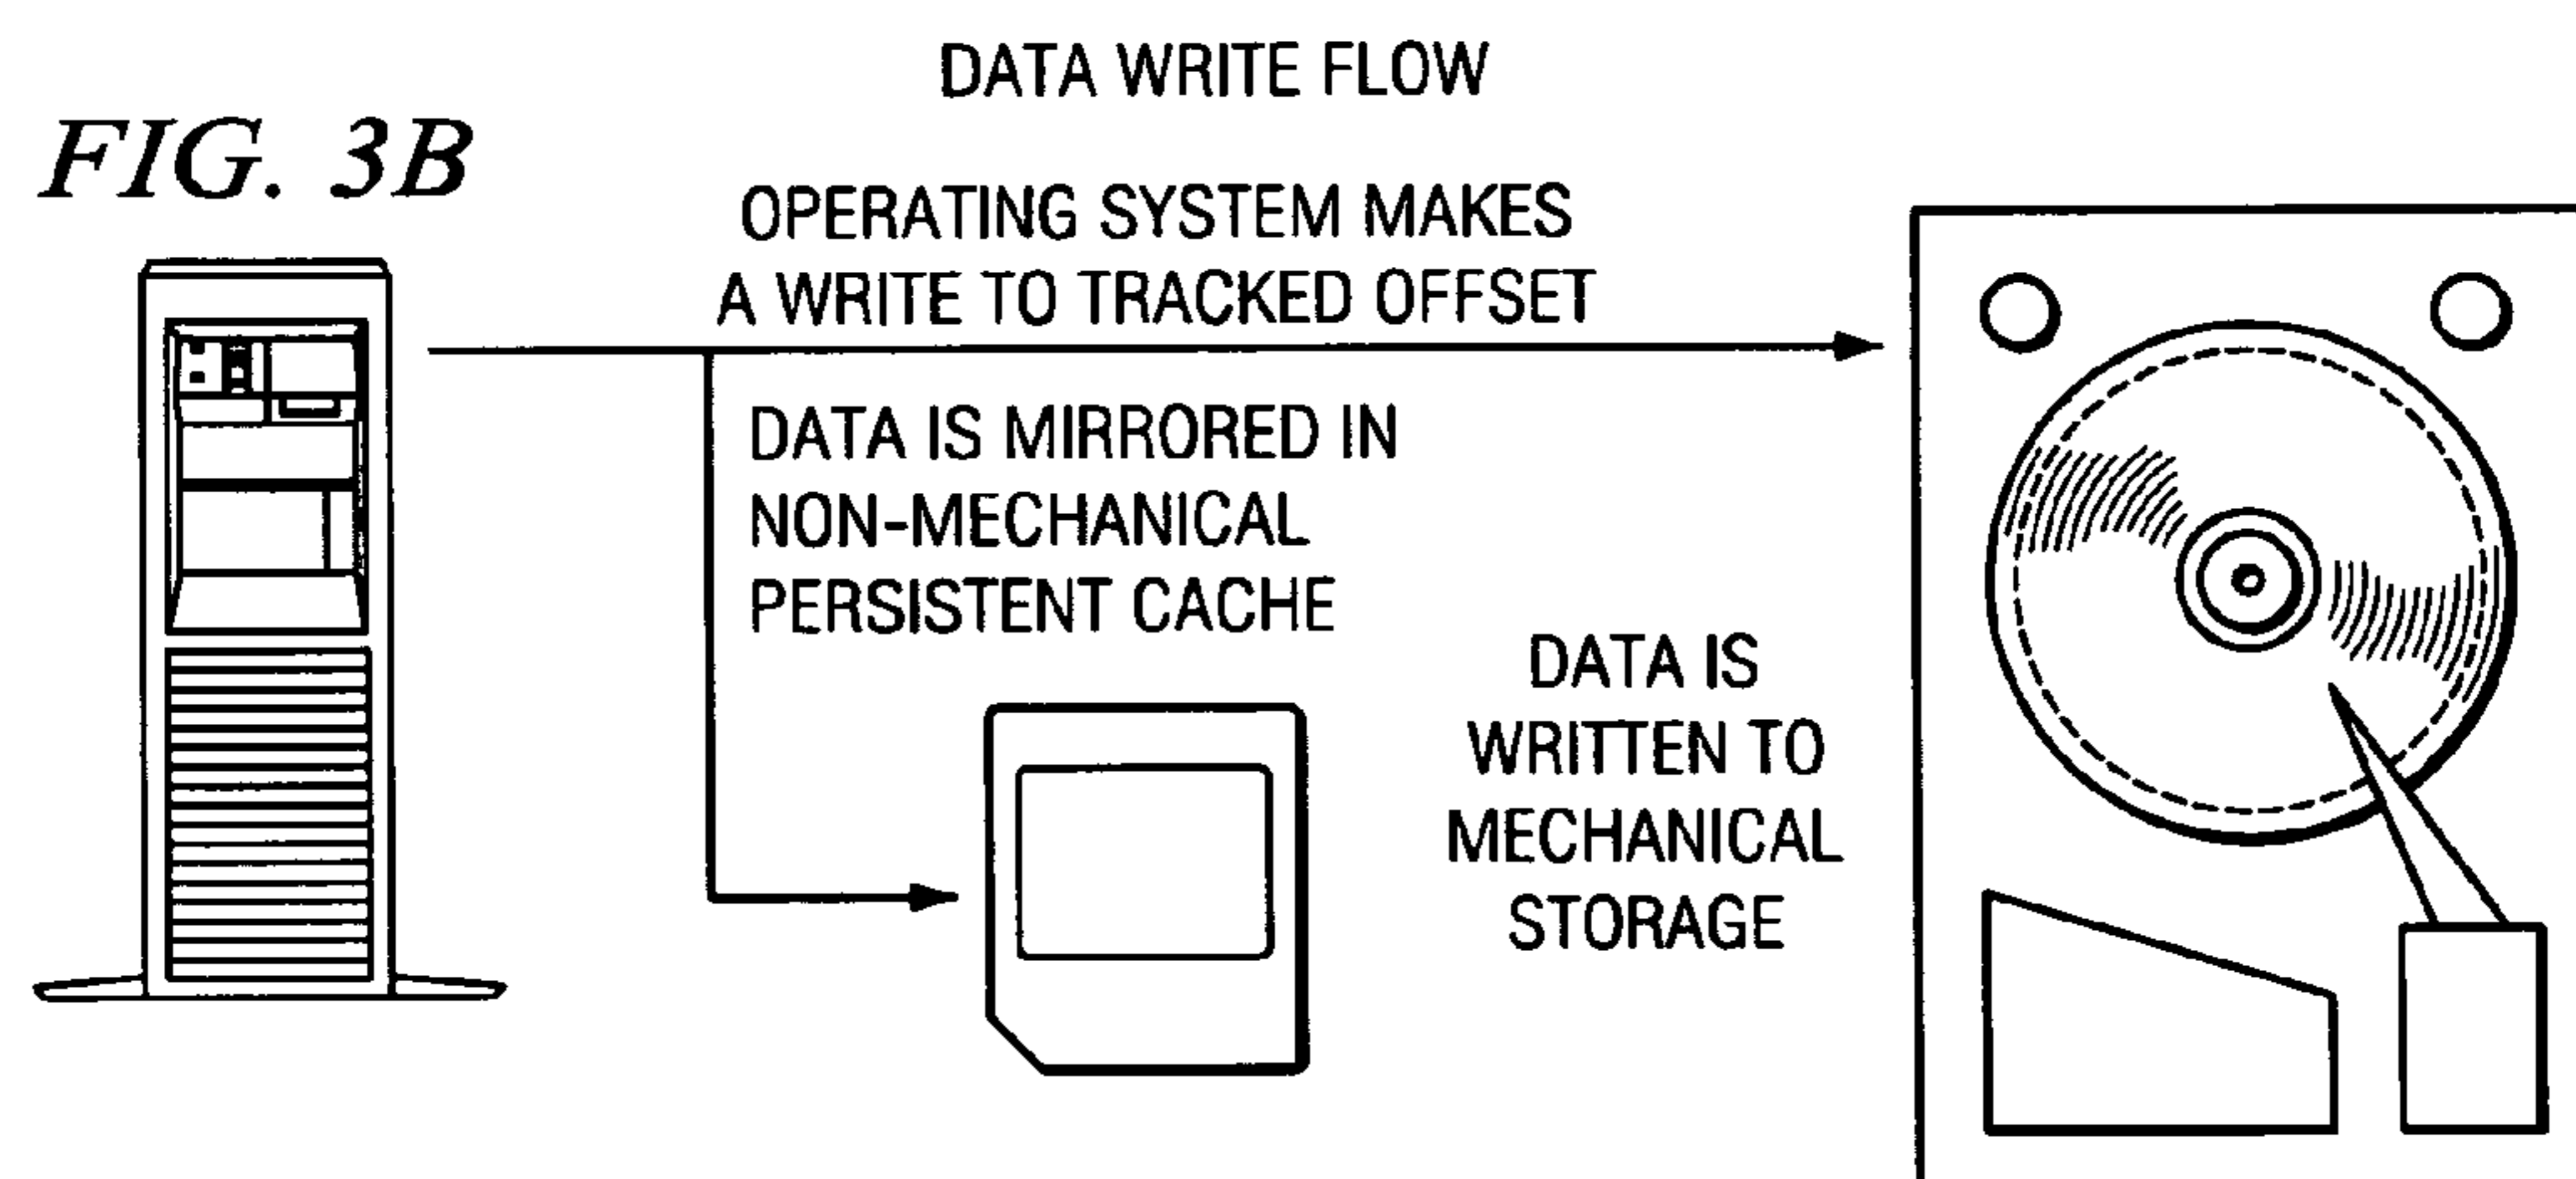 DATA WRITE FLOW
FIG. 3B
OPERATING SYSTEM MAKES
A WRITE TO TRACKED OFFSET
DATA IS MIRRORED IN
NON-MECHANICAL
PERSISTENT CACHE
DATA IS
WRITTEN TO
MECHANICAL
STORAGE